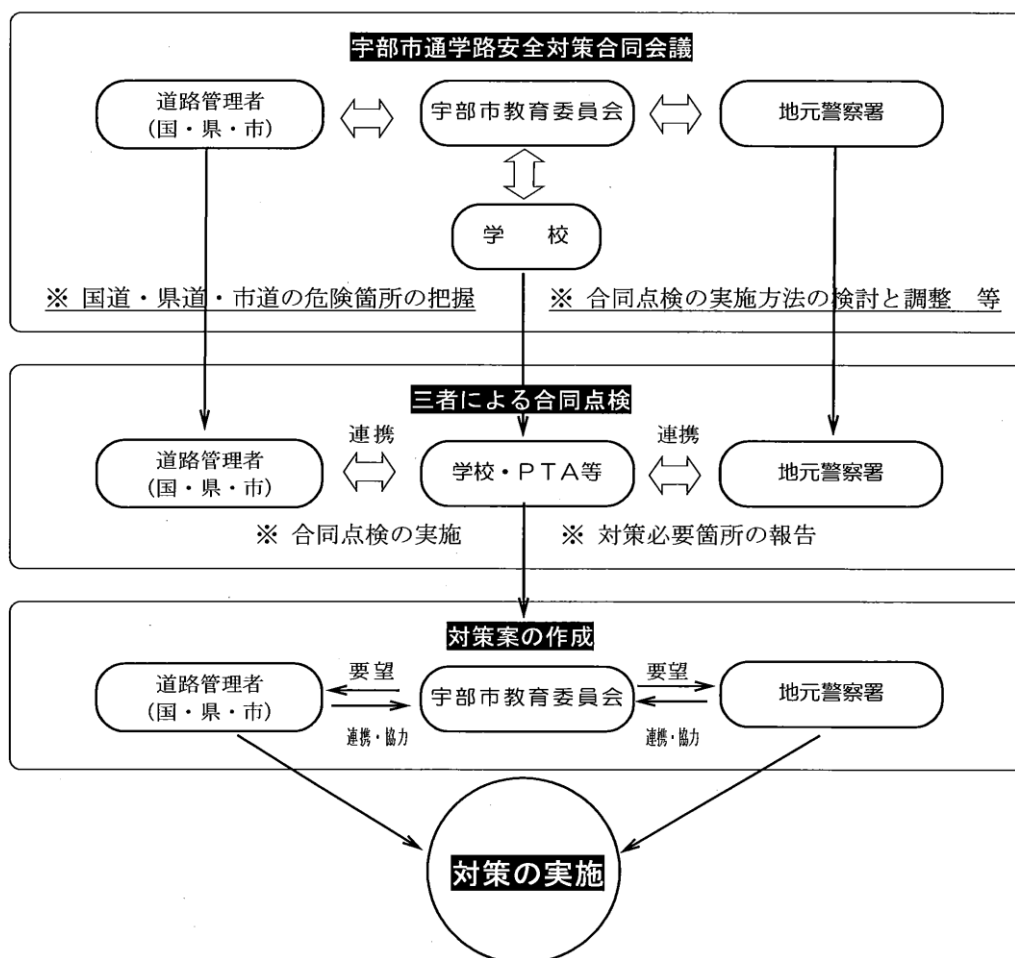 宇部市通学路安全対策合同会議
道路管理者
(国・県・市)
宇部市教育委員会
地元警察署
学　校
※ 国道・県道・市道の危険箇所の把握
※ 合同点検の実施方法の検討と調整　等
三者による合同点検
道路管理者
(国・県・市)
連携
学校・PTA等
連携
地元警察署
※ 合同点検の実施
※ 対策必要箇所の報告
対策案の作成
道路管理者
(国・県・市)
要望
連携・協力
宇部市教育委員会
要望
連携・協力
地元警察署
対策の実施